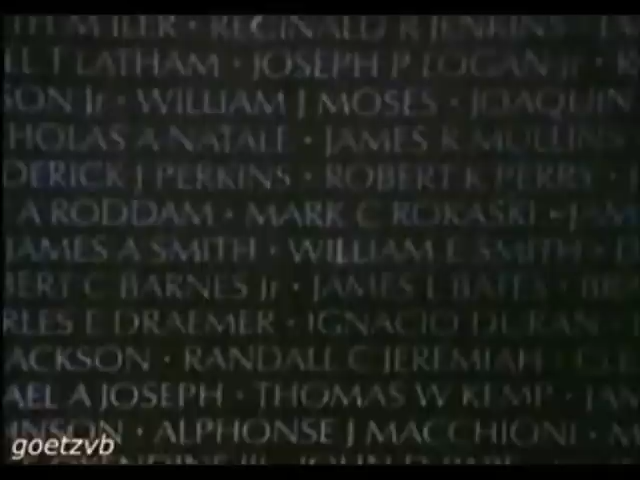 REGINALD R JENKINS
LATHAM · JOSEPH P LOGAN Jr ·
SON Jr · WILLIAM J MOSES · JOAQUIN
HOLAS A NATALE · JAMES K MULLINS
DERICK J PERKINS · ROBERT K PERRY ·
A RODDAM · MARK C ROKASKI ·
JAMES A SMITH · WILLIAM E SMITH ·
BERT C BARNES Jr · JAMES L BATES ·
RLES E DRAEMER · IGNACIO DURAN
ACKSON · RANDALL C JEREMIAH ·
AEL A JOSEPH · THOMAS W KEMP · JAM
INSON · ALPHONSE J MACCHIONI · M
goetzvb